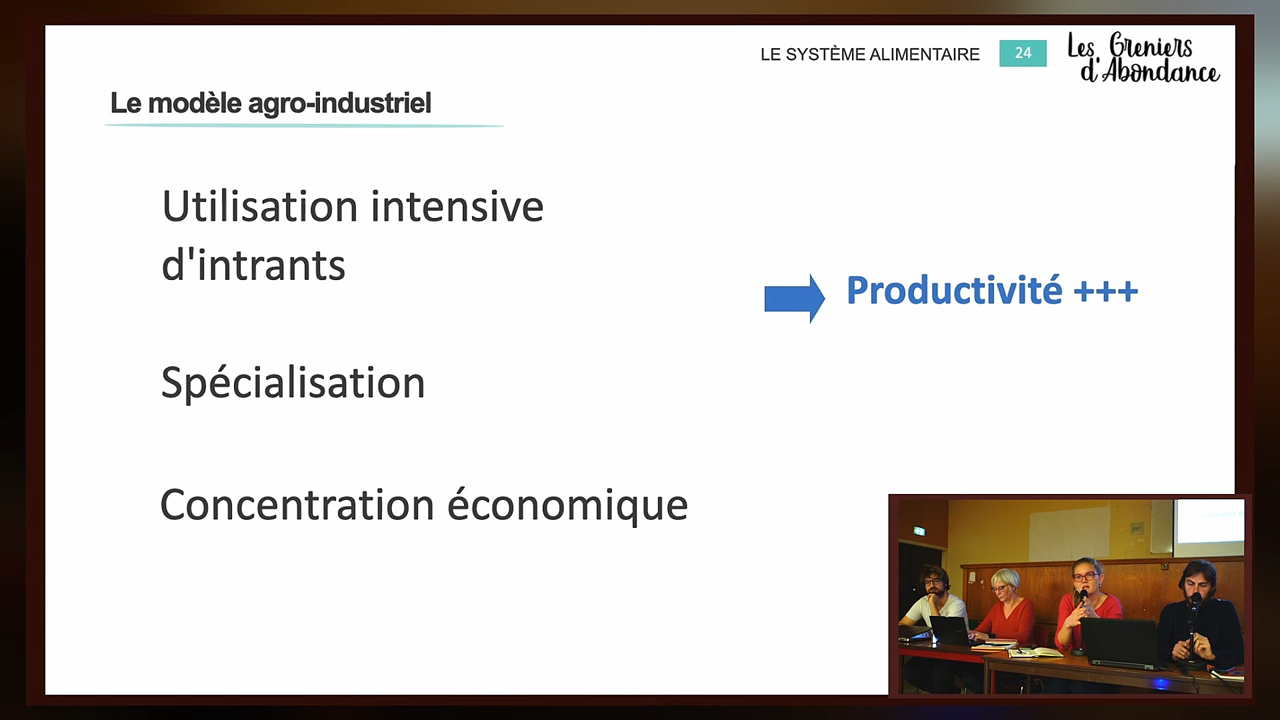 LE SYSTÈME ALIMENTAIRE
24
Les Greniers
d'Abondance
Le modèle agro-industriel
Utilisation intensive
d'intrants
Productivité +++
Spécialisation
Concentration économique